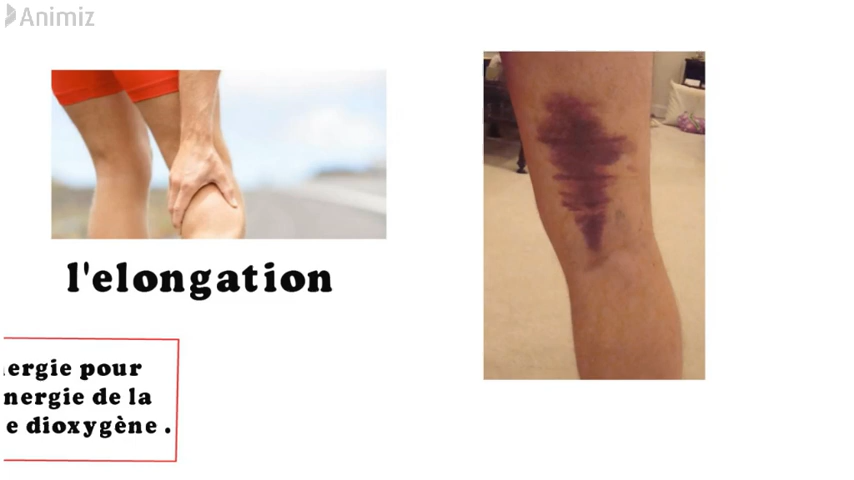 Animiz
l'elongation
ergie pour
nergie de la
e dioxygène .